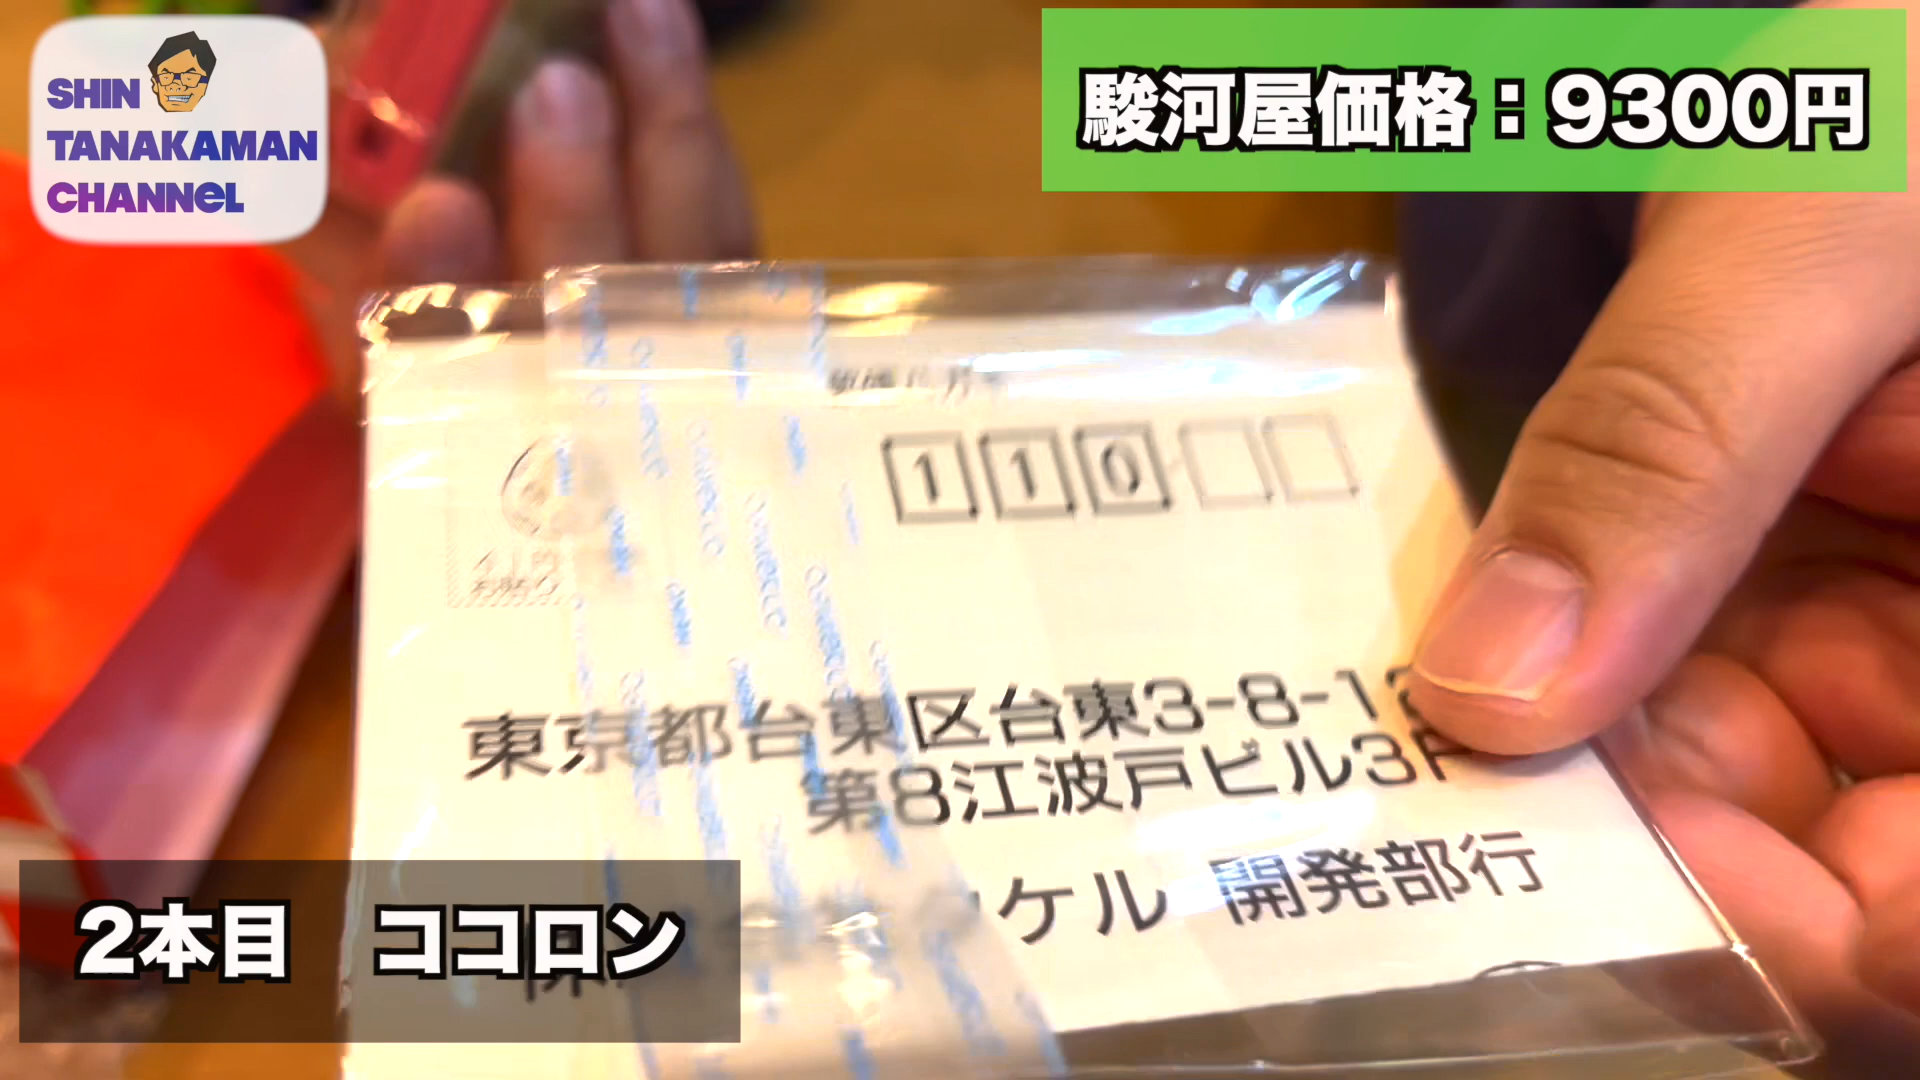 SHIN
TANAKAMAN
CHANNEL
駿河屋価格：9300円
110
東京都台東区台東3-8-1
第8江波戸ビル3F
ケル 開発部行
2本目 ココロン